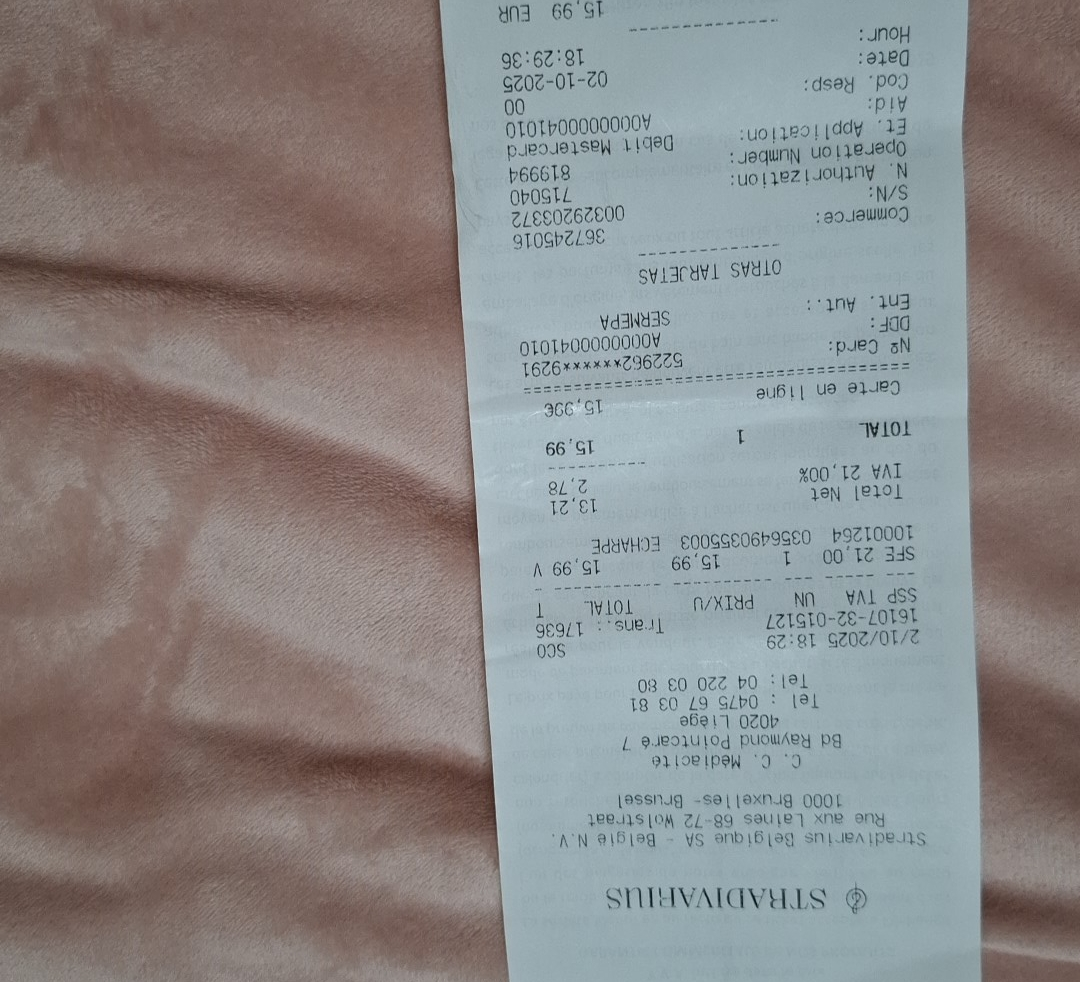 STRADIVARIUS
Stradivarius Belgique SA - Belgie N.V.
Rue aux Laines 68-72 Wolstraat
1000 Bruxelles- Brussel
C. C. Médiacité
Bd Raymond Pointcaré 7
4020 Liège
Tel : 0475 67 03 81
Tel: 04 220 03 80
2/10/2025 18:29 SCO
16107-32-015127 Trans.: 17636
SSP TVA UN PRIX/U TOTAL T
SFE 21,00 1 15,99 15,99 V
10001264 0356490355003 ECHARPE
Total Net 13,21
IVA 21,00% 2,78
TOTAL 1 15,99
Carte en ligne 15,99€
Nº Card: 522962*******9291
DDF: A0000000041010
Ent. Aut.: SERMEPA
OTRAS TARJETAS
Commerce: 367245016
S/N: 00329203372
N. Authorization: 715040
Operation Number: 819994
Et. Application: Debit Mastercard
Aid: A0000000041010
Cod. Resp: 00
Date: 02-10-2025
Hour: 18:29:36
15,99 EUR